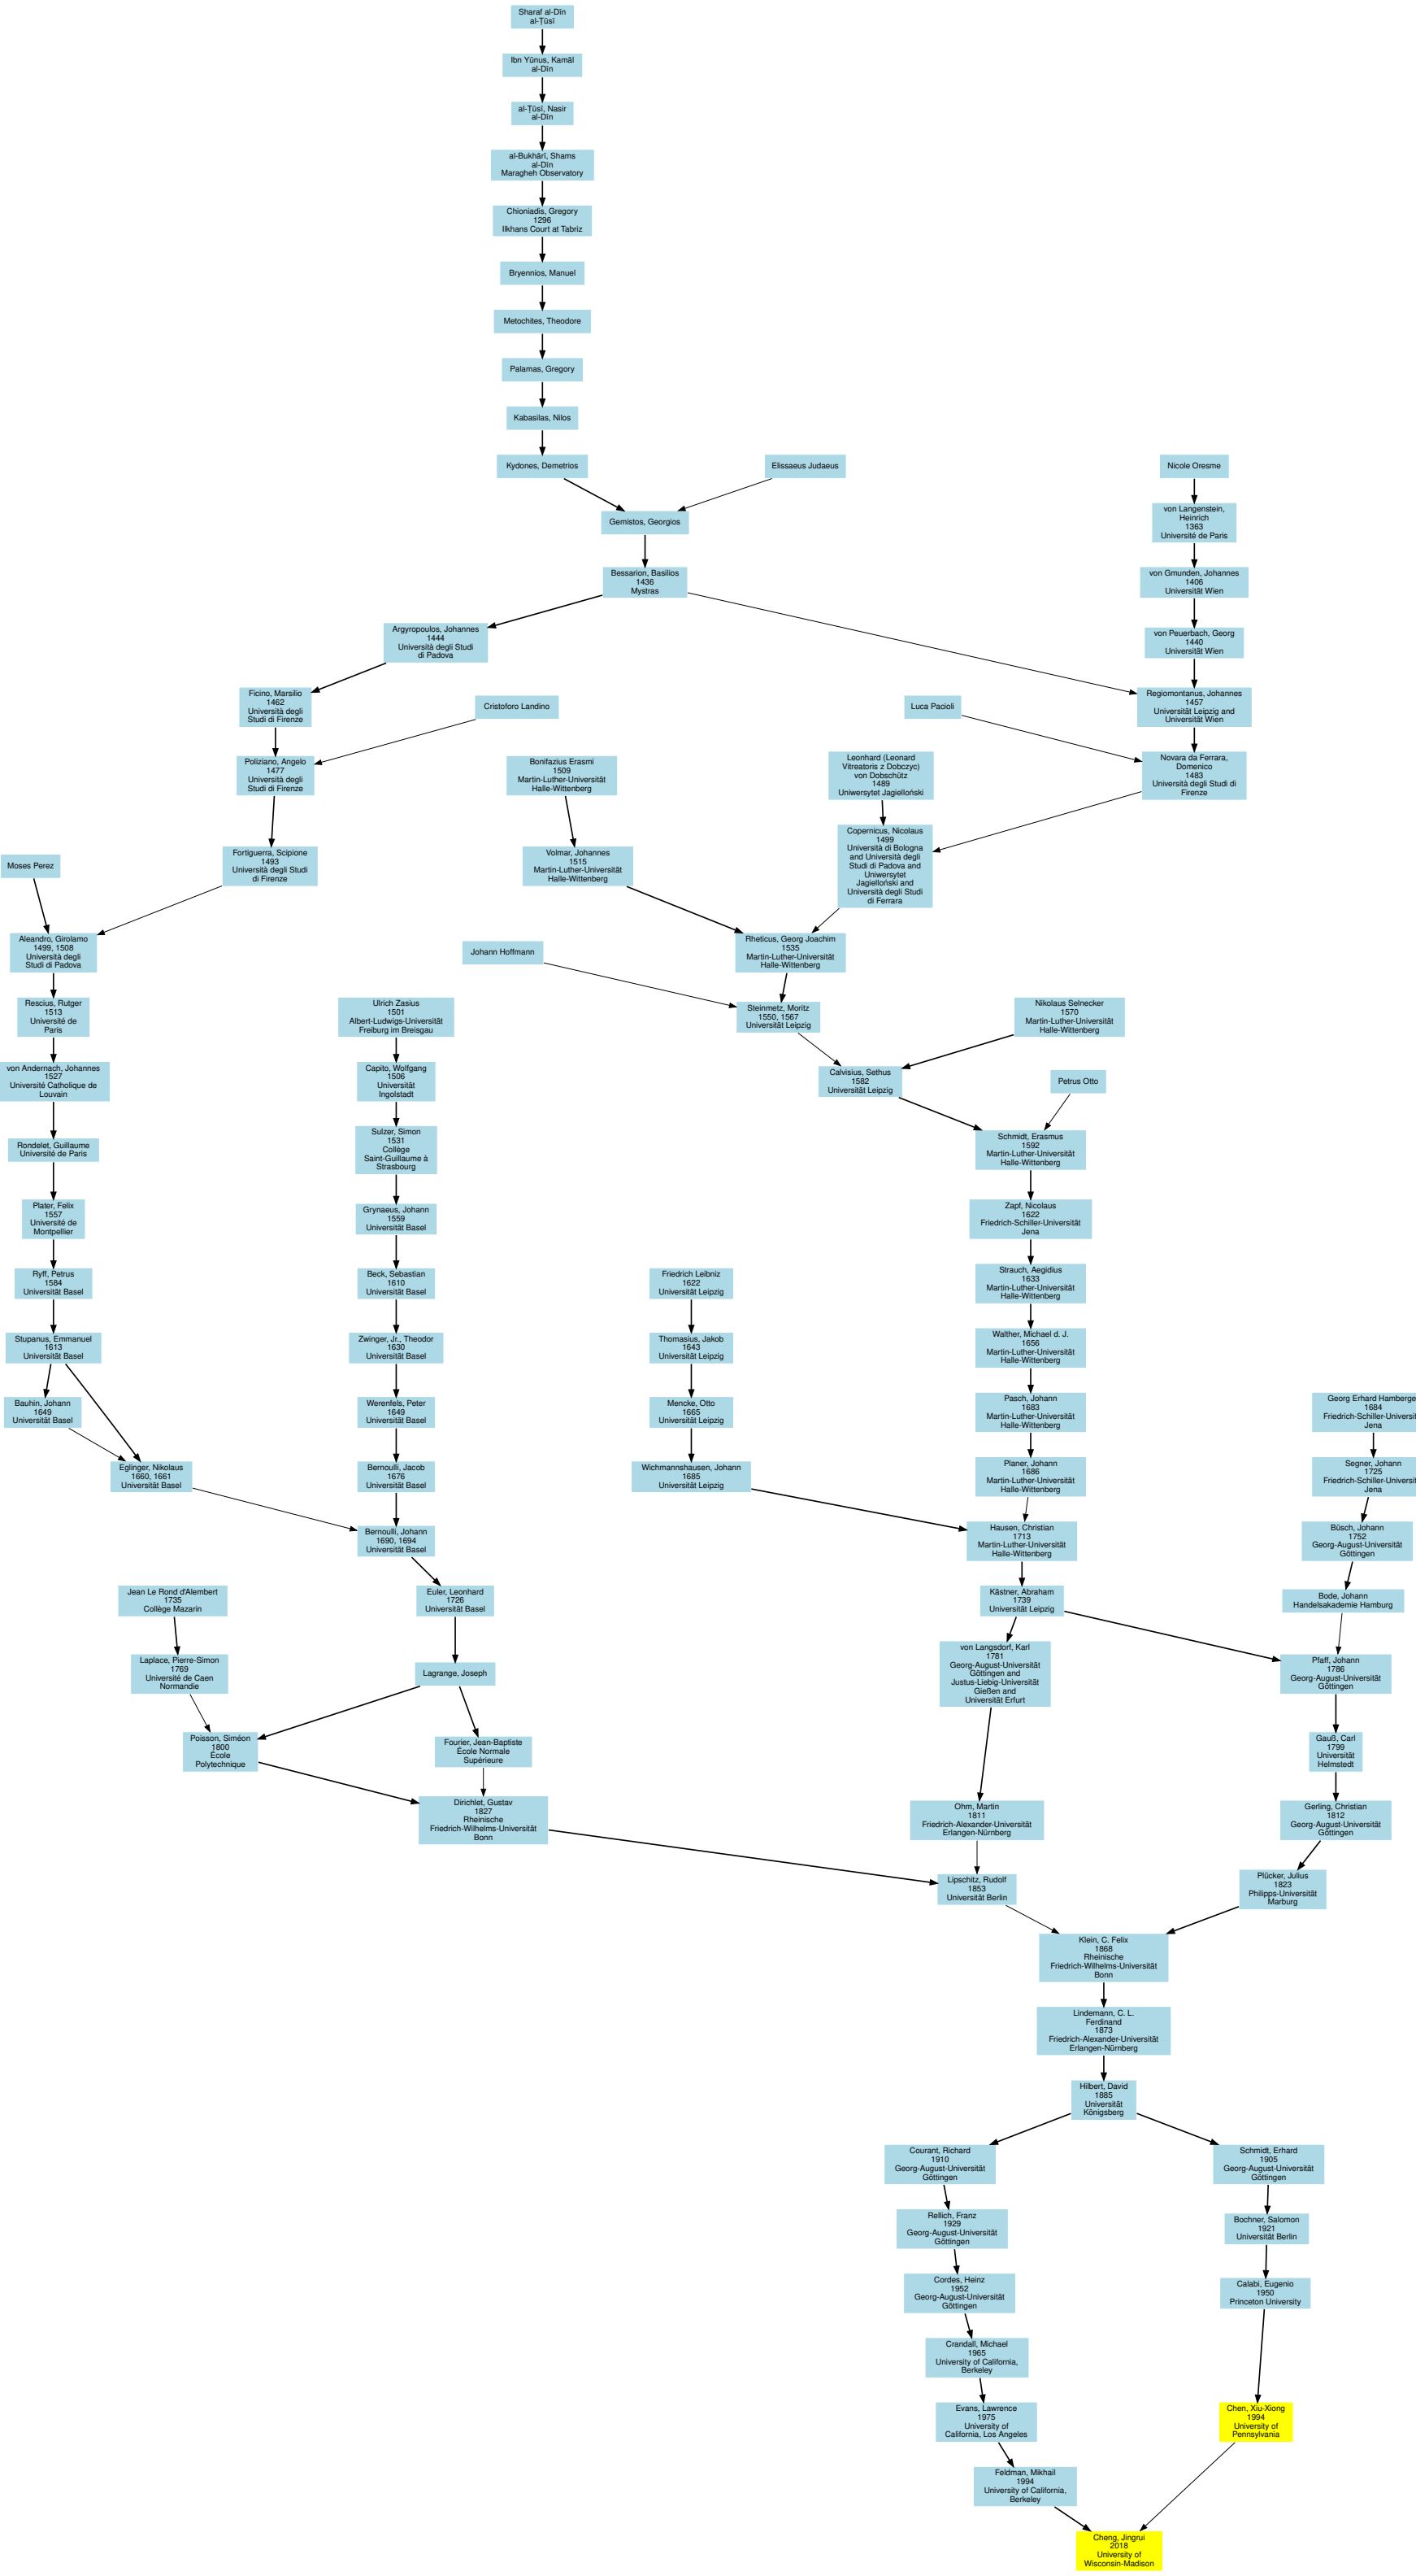 Sharaf al-Dīn
al-Ṭūsī
Ibn Yūnus, Kamāl
al-Dīn
al-Ṭūsī, Nasir
al-Dīn
al-Bukhārī, Shams
al-Dīn
Maragheh Observatory
Chioniadis, Gregory
1296
Ilkhans Court at Tabriz
Bryennios, Manuel
Metochites, Theodore
Palamas, Gregory
Kabasilas, Nilos
Kydones, Demetrios
Elissaeus Judaeus
Nicole Oresme
Gemistos, Georgios
von Langenstein,
Heinrich
1363
Université de Paris
Bessarion, Basilios
1436
Mystras
von Gmunden, Johannes
1406
Universität Wien
Argyropoulos, Johannes
1444
Università degli Studi
di Padova
von Peuerbach, Georg
1440
Universität Wien
Ficino, Marsilio
1462
Università degli
Studi di Firenze
Cristoforo Landino
Luca Pacioli
Regiomontanus, Johannes
1457
Universität Leipzig and
Universität Wien
Poliziano, Angelo
1477
Università degli
Studi di Firenze
Bonifazius Erasmi
1509
Martin-Luther-Universität
Halle-Wittenberg
Leonhard (Leonard
Vitreatoris z Dobczyc)
von Dobschütz
1489
Uniwersytet Jagielloński
Novara da Ferrara,
Domenico
1483
Università degli Studi di
Firenze
Moses Perez
Fortiguerra, Scipione
1493
Università degli Studi
di Firenze
Volmar, Johannes
1515
Martin-Luther-Universität
Halle-Wittenberg
Copernicus, Nicolaus
1499
Università di Bologna
and Università degli
Studi di Padova and
Uniwersytet
Jagielloński and
Università degli Studi
di Ferrara
Aleandro, Girolamo
1499, 1508
Università degli
Studi di Padova
Johann Hoffmann
Rheticus, Georg Joachim
1535
Martin-Luther-Universität
Halle-Wittenberg
Rescius, Rutger
1513
Université de
Paris
Ulrich Zasius
1501
Albert-Ludwigs-Universität
Freiburg im Breisgau
Steinmetz, Moritz
1550, 1567
Universität Leipzig
Nikolaus Selnecker
1570
Martin-Luther-Universität
Halle-Wittenberg
von Andernach, Johannes
1527
Université Catholique de
Louvain
Capito, Wolfgang
1506
Universität
Ingolstadt
Calvisius, Sethus
1582
Universität Leipzig
Petrus Otto
Rondelet, Guillaume
Université de Paris
Sulzer, Simon
1531
Collège
Saint-Guillaume à
Strasbourg
Schmidt, Erasmus
1592
Martin-Luther-Universität
Halle-Wittenberg
Plater, Felix
1557
Université de
Montpellier
Grynaeus, Johann
1559
Universität Basel
Zapf, Nicolaus
1622
Friedrich-Schiller-Universität
Jena
Ryff, Petrus
1584
Universität Basel
Beck, Sebastian
1610
Universität Basel
Friedrich Leibniz
1622
Universität Leipzig
Strauch, Aegidius
1633
Martin-Luther-Universität
Halle-Wittenberg
Stupanus, Emmanuel
1613
Universität Basel
Zwinger, Jr., Theodor
1630
Universität Basel
Thomasius, Jakob
1643
Universität Leipzig
Walther, Michael d. J.
1656
Martin-Luther-Universität
Halle-Wittenberg
Bauhin, Johann
1649
Universität Basel
Werenfels, Peter
1649
Universität Basel
Mencke, Otto
1665
Universität Leipzig
Pasch, Johann
1683
Martin-Luther-Universität
Halle-Wittenberg
Georg Erhard Hamberge
1684
Friedrich-Schiller-Universit
Jena
Eglinger, Nikolaus
1660, 1661
Universität Basel
Bernoulli, Jacob
1676
Universität Basel
Wichmannshausen, Johann
1685
Universität Leipzig
Planer, Johann
1686
Martin-Luther-Universität
Halle-Wittenberg
Segner, Johann
1725
Friedrich-Schiller-Universit
Jena
Bernoulli, Johann
1690, 1694
Universität Basel
Hausen, Christian
1713
Martin-Luther-Universität
Halle-Wittenberg
Büsch, Johann
1752
Georg-August-Universität
Göttingen
Jean Le Rond d'Alembert
1735
Collège Mazarin
Euler, Leonhard
1726
Universität Basel
Kästner, Abraham
1739
Universität Leipzig
Bode, Johann
Handelsakademie Hamburg
Laplace, Pierre-Simon
1769
Université de Caen
Normandie
Lagrange, Joseph
von Langsdorf, Karl
1781
Georg-August-Universität
Göttingen and
Justus-Liebig-Universität
Gießen and
Universität Erfurt
Pfaff, Johann
1786
Georg-August-Universität
Göttingen
Poisson, Siméon
1800
École
Polytechnique
Fourier, Jean-Baptiste
École Normale
Supérieure
Gauß, Carl
1799
Universität
Helmstedt
Dirichlet, Gustav
1827
Rheinische
Friedrich-Wilhelms-Universität
Bonn
Ohm, Martin
1811
Friedrich-Alexander-Universität
Erlangen-Nürnberg
Gerling, Christian
1812
Georg-August-Universität
Göttingen
Lipschitz, Rudolf
1853
Universität Berlin
Plücker, Julius
1823
Philipps-Universität
Marburg
Klein, C. Felix
1868
Rheinische
Friedrich-Wilhelms-Universität
Bonn
Lindemann, C. L.
Ferdinand
1873
Friedrich-Alexander-Universität
Erlangen-Nürnberg
Hilbert, David
1885
Universität
Königsberg
Courant, Richard
1910
Georg-August-Universität
Göttingen
Schmidt, Erhard
1905
Georg-August-Universität
Göttingen
Rellich, Franz
1929
Georg-August-Universität
Göttingen
Bochner, Salomon
1921
Universität Berlin
Cordes, Heinz
1952
Georg-August-Universität
Göttingen
Calabi, Eugenio
1950
Princeton University
Crandall, Michael
1965
University of California,
Berkeley
Evans, Lawrence
1975
University of
California, Los Angeles
Chen, Xiu-Xiong
1994
University of
Pennsylvania
Feldman, Mikhail
1994
University of California,
Berkeley
Cheng, Jingrui
2018
University of
Wisconsin-Madison